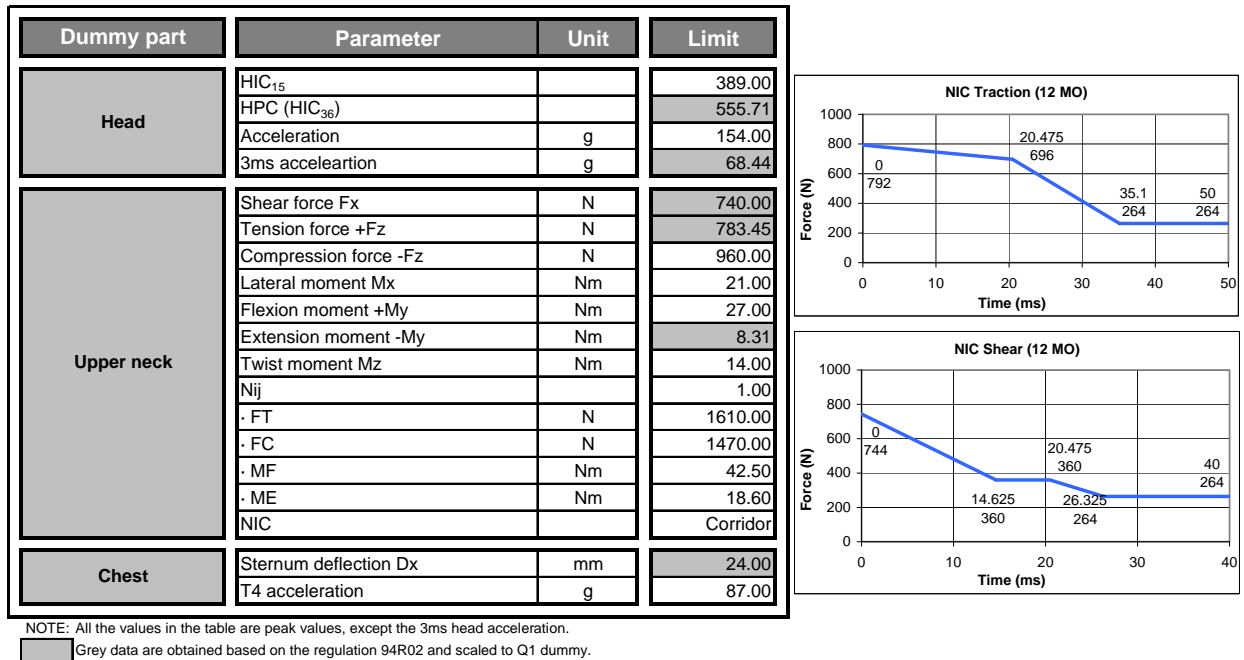 Dummy part Parameter Unit Limit
Head
HIC15 389.00
HPC (HIC36) 555.71
Acceleration g 154.00
3ms acceleartion g 68.44
Upper neck
Shear force Fx N 740.00
Tension force +Fz N 783.45
Compression force -Fz N 960.00
Lateral moment Mx Nm 21.00
Flexion moment +My Nm 27.00
Extension moment -My Nm 8.31
Twist moment Mz Nm 14.00
Nij 1.00
· FT N 1610.00
· FC N 1470.00
· MF Nm 42.50
· ME Nm 18.60
NIC Corridor
Chest
Sternum deflection Dx mm 24.00
T4 acceleration g 87.00
NOTE: All the values in the table are peak values, except the 3ms head acceleration.
Grey data are obtained based on the regulation 94R02 and scaled to Q1 dummy.
NIC Traction (12 MO)
Force (N)
1000
800
600
400
200
0
0
792
20.475
696
35.1
264
50
264
0 10 20 30 40 50
Time (ms)
NIC Shear (12 MO)
Force (N)
1000
800
600
400
200
0
0
744
14.625
360
20.475
360
26.325
264
40
264
0 10 20 30 40
Time (ms)